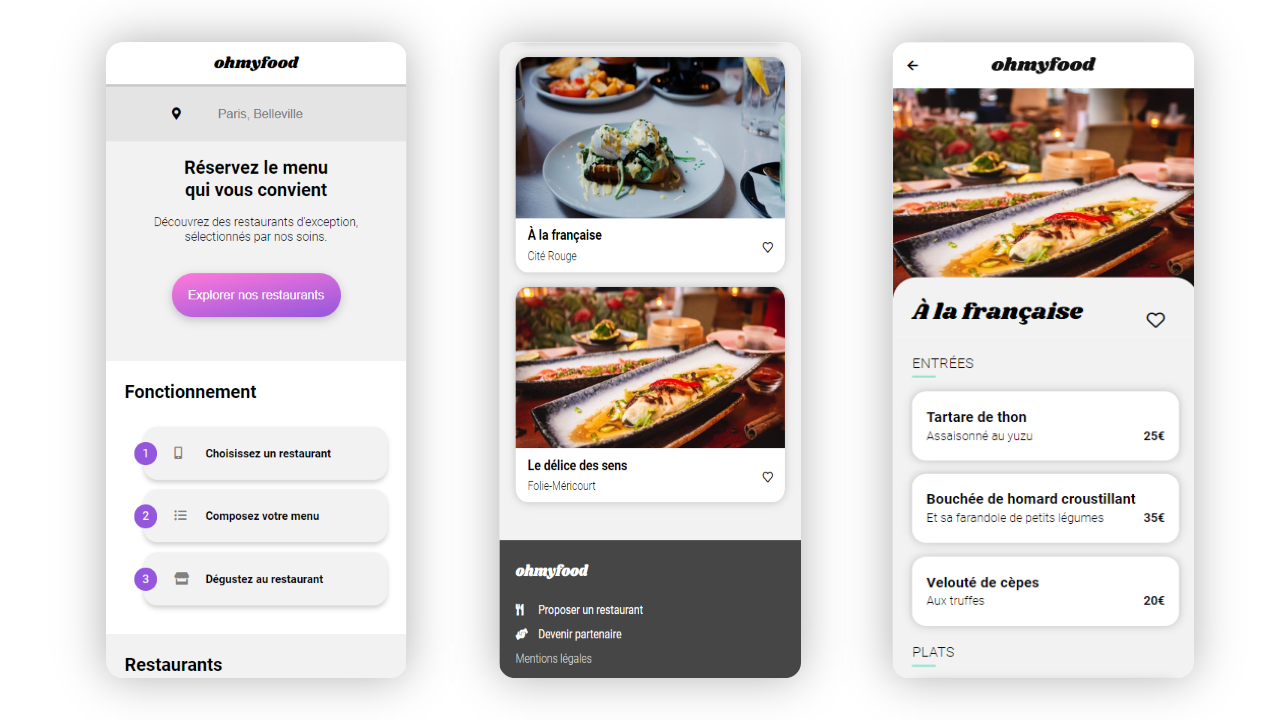 ohmyfood
Paris, Belleville
Réservez le menu
qui vous convient
Découvrez des restaurants d'exception,
sélectionnés par nos soins.
Explorer nos restaurants
Fonctionnement
1 Choisissez un restaurant
2 Composez votre menu
3 Dégustez au restaurant
Restaurants
À la française
Cité Rouge
Le délice des sens
Folie-Méricourt
ohmyfood
Proposer un restaurant
Devenir partenaire
Mentions légales
ohmyfood
À la française
ENTRÉES
Tartare de thon
Assaisonné au yuzu 25€
Bouchée de homard croustillant
Et sa farandole de petits légumes 35€
Velouté de cèpes
Aux truffes 20€
PLATS